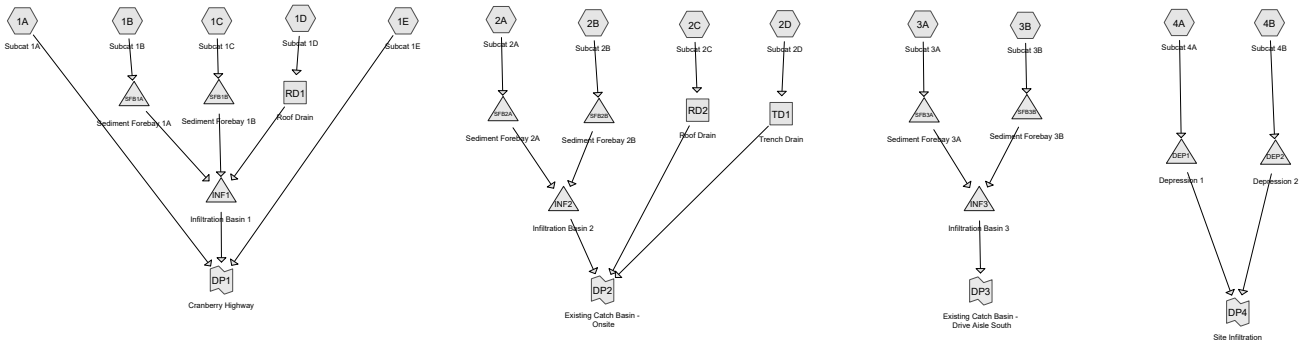 1A
1B
1C
1D
1E
2A
2B
2C
2D
3A
3B
4A
4B
Subcat 1A
Subcat 1B
Subcat 1C
Subcat 1D
Subcat 1E
Subcat 2A
Subcat 2B
Subcat 2C
Subcat 2D
Subcat 3A
Subcat 3B
Subcat 4A
Subcat 4B
SFB1A
SFB1B
RD1
SFB2A
SFB2B
RD2
TD1
SFB3A
SFB3B
Sediment Forebay 1A
Sediment Forebay 1B
Roof Drain
Sediment Forebay 2A
Sediment Forebay 2B
Roof Drain
Trench Drain
Sediment Forebay 3A
Sediment Forebay 3B
DEP1
DEP2
Depression 1
Depression 2
INF1
INF2
INF3
Infiltration Basin 1
Infiltration Basin 2
Infiltration Basin 3
DP1
DP2
DP3
DP4
Cranberry Highway
Existing Catch Basin -
Onsite
Existing Catch Basin -
Drive Aisle South
Site Infiltration